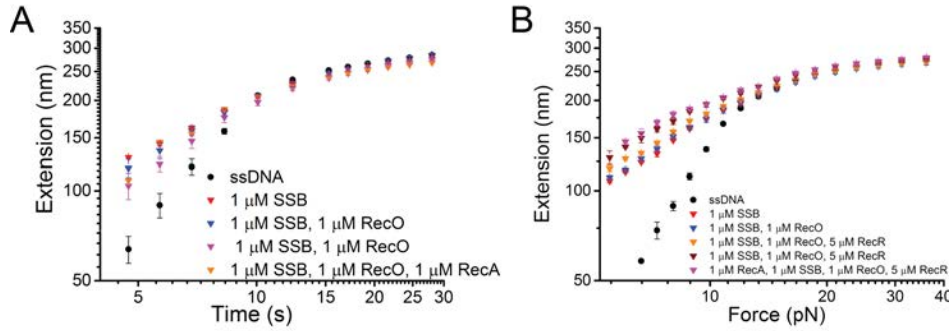 A
Extension (nm)
350
300
250
200
150
100
50
ssDNA
1 μM SSB
1 μM SSB, 1 μM RecO
1 μM SSB, 1 μM RecO
1 μM SSB, 1 μM RecO, 1 μM RecA
5
10
15
20
25
30
Time (s)
B
Extension (nm)
350
300
250
200
150
100
50
ssDNA
1 μM SSB
1 μM SSB, 1 μM RecO
1 μM SSB, 1 μM RecO, 5 μM RecR
1 μM SSB, 1 μM RecO, 5 μM RecR
1 μM RecA, 1 μM SSB, 1 μM RecO, 5 μM RecR
10
20
30
40
Force (pN)